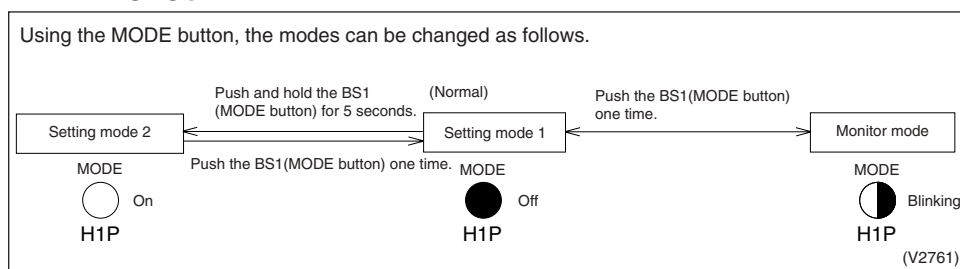 Using the MODE button, the modes can be changed as follows.
Push and hold the BS1
(MODE button) for 5 seconds.
(Normal)
Push the BS1(MODE button)
one time.
Setting mode 2
Setting mode 1
Monitor mode
Push the BS1(MODE button) one time.
MODE
On
H1P
MODE
Off
H1P
MODE
Blinking
H1P
(V2761)